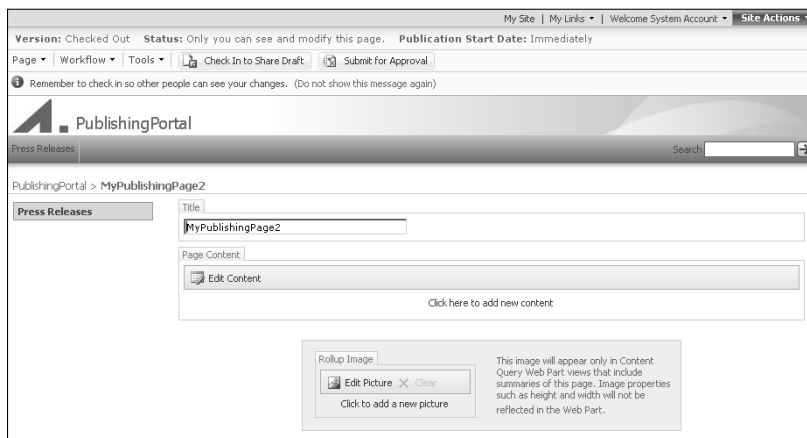 My Site | My Links ▾ | Welcome System Account ▾ Site Actions ▾
Version: Checked Out Status: Only you can see and modify this page. Publication Start Date: Immediately
Page ▾ Workflow ▾ Tools ▾ Check In to Share Draft Submit for Approval
Remember to check in so other people can see your changes. (Do not show this message again)
PublishingPortal
Press Releases Search
PublishingPortal > MyPublishingPage2
Press Releases
Title
MyPublishingPage2
Page Content
Edit Content
Click here to add new content
Rollup Image
Edit Picture Clear
Click to add a new picture
This image will appear only in Content
Query Web Part views that include
summaries of this page. Image properties
such as height and width will not be
reflected in the Web Part.